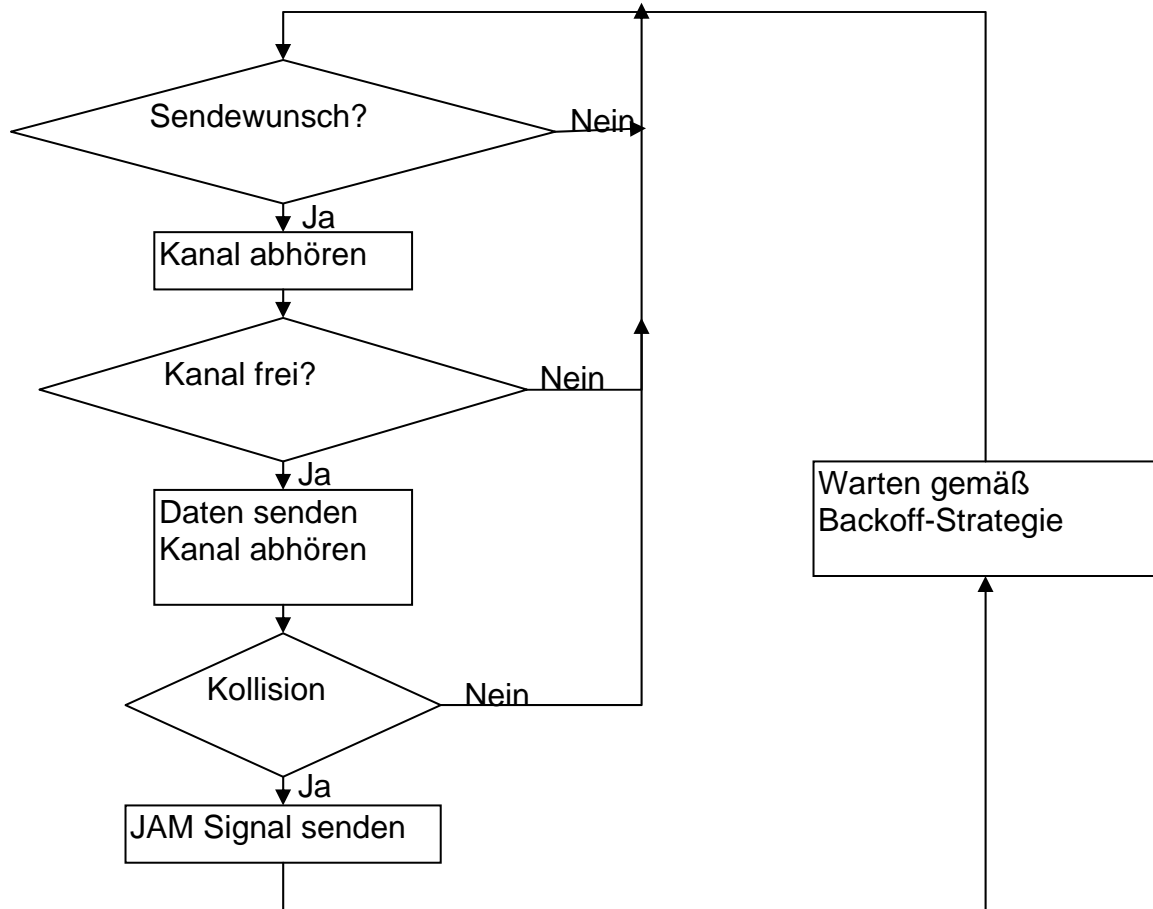 Sendewunsch?
Nein
Ja
Kanal abhören
Kanal frei?
Nein
Ja
Daten senden
Kanal abhören
Warten gemäß
Backoff-Strategie
Kollision
Nein
Ja
JAM Signal senden